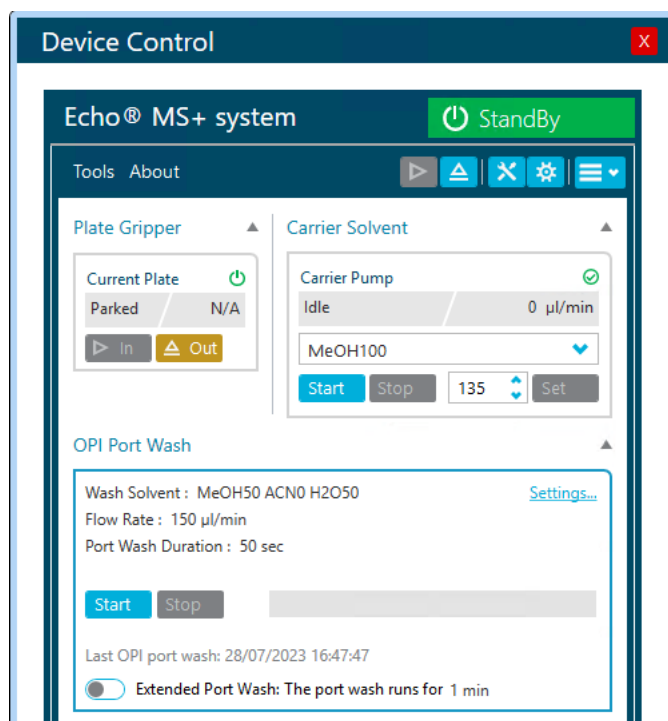 Device Control
X
Echo® MS+ system
StandBy
Tools About
Plate Gripper
Current Plate
Parked N/A
In Out
Carrier Solvent
Carrier Pump
Idle 0 µl/min
MeOH100
Start Stop 135 Set
OPI Port Wash
Wash Solvent : MeOH50 ACN0 H2O50 Settings...
Flow Rate : 150 µl/min
Port Wash Duration : 50 sec
Start Stop
Last OPI port wash: 28/07/2023 16:47:47
Extended Port Wash: The port wash runs for 1 min